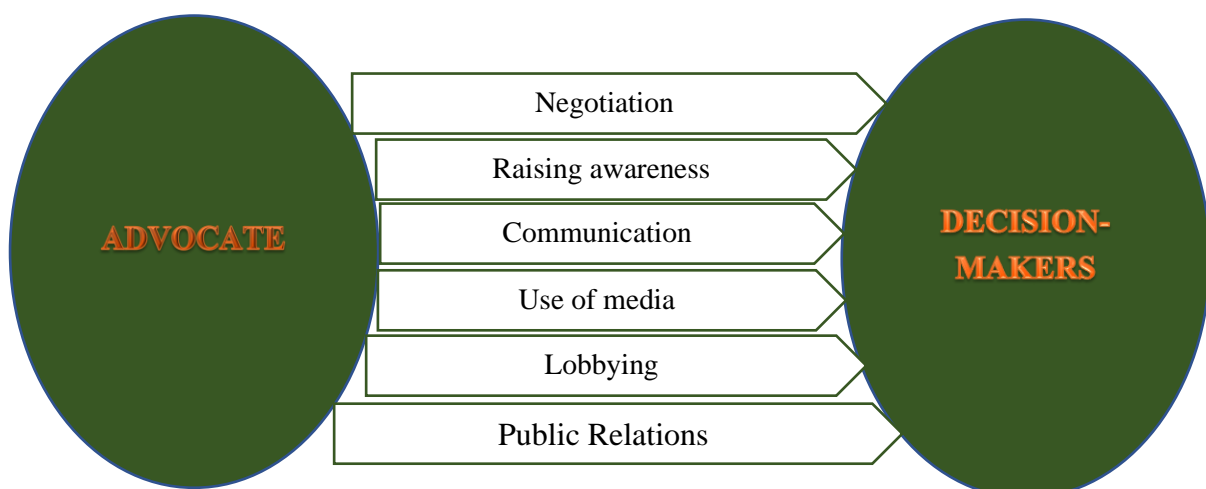 ADVOCATE
Negotiation
Raising awareness
Communication
Use of media
Lobbying
Public Relations
DECISION-
MAKERS